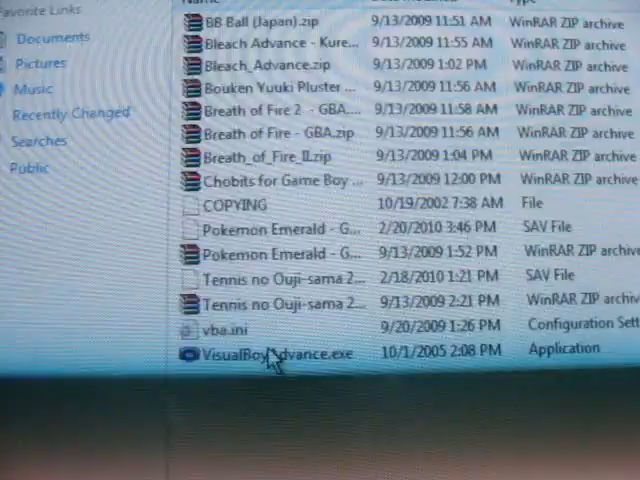 Favorite Links
Documents
Pictures
Music
Recently Changed
Searches
Public
BB Ball (Japan).zip 9/13/2009 11:51 AM WinRAR ZIP archive
Bleach Advance - Kure... 9/13/2009 11:55 AM WinRAR ZIP archive
Bleach_Advance.zip 9/13/2009 1:02 PM WinRAR ZIP archive
Bouken Yuuki Pluster ... 9/13/2009 11:56 AM WinRAR ZIP archive
Breath of Fire 2 - GBA.... 9/13/2009 11:58 AM WinRAR ZIP archive
Breath of Fire - GBA.zip 9/13/2009 11:56 AM WinRAR ZIP archive
Breath_of_Fire_II.zip 9/13/2009 1:04 PM WinRAR ZIP archive
Chobits for Game Boy ... 9/13/2009 12:00 PM WinRAR ZIP archive
COPYING 10/19/2002 7:38 AM File
Pokemon Emerald - G... 2/20/2010 3:46 PM SAV File
Pokemon Emerald - G... 9/13/2009 1:52 PM WinRAR ZIP archive
Tennis no Ouji-sama 2... 2/18/2010 1:21 PM SAV File
Tennis no Ouji-sama 2... 9/13/2009 2:21 PM WinRAR ZIP archiv
vba.ini 9/20/2009 1:26 PM Configuration Sett
VisualBoyAdvance.exe 10/1/2005 2:08 PM Application